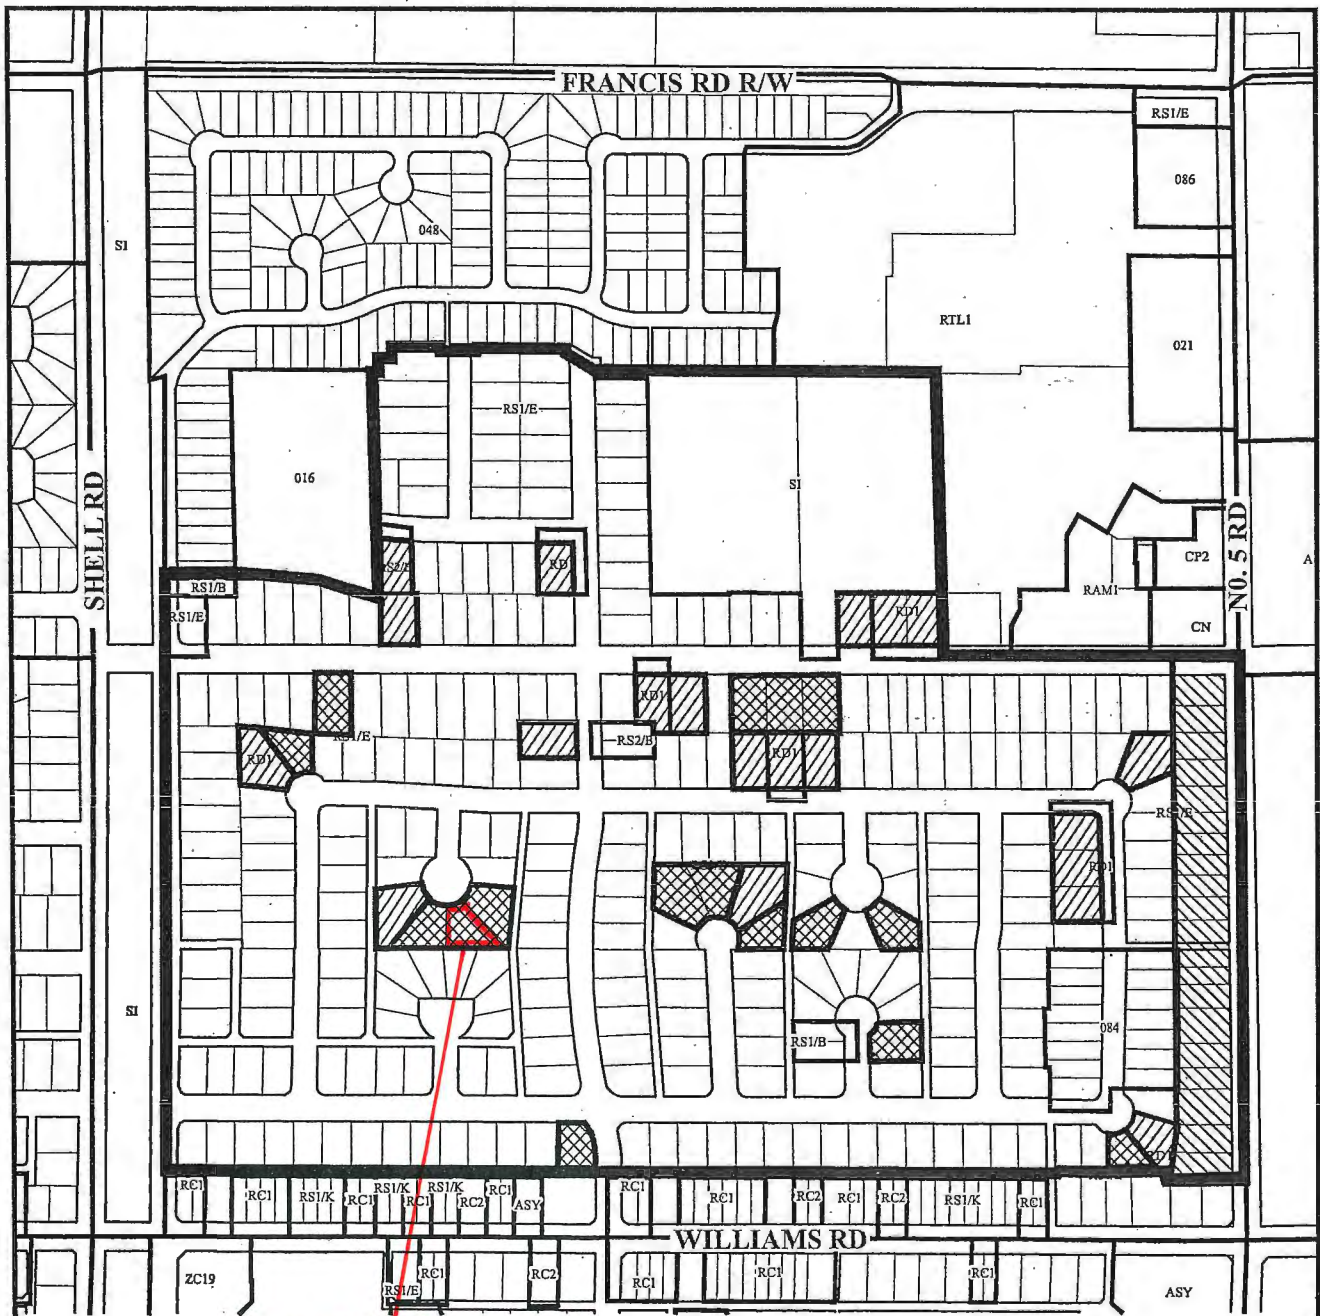 FRANCIS RD R/W
RS1/E
086
S1
048
RTL1
021
RS1/E
016
S1
SHELL RD
NO. 5 RD
CP2
A
RAM1
RD
RS1/B
RS1/E
RD1
CN
RD1
RS1/E
RS2/B
RD1
RD1
RS1/E
RD1
S1
084
RS1/B
RD1
RC1
RC1
RS1/K
RC1
RS1/K
RC1
RS1/K
RC2
RC1
ASY
RC1
RC1
RC2
RC1
RC2
RS1/K
RC1
WILLIAMS RD
ZC19
RS1/E
RC1
RC2
RC1
RC1
RC1
ASY